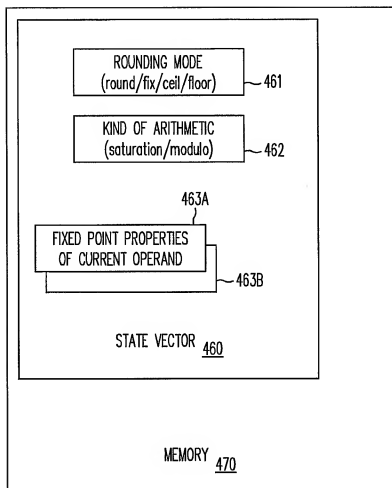 ROUNDING MODE
(round/fix/ceil/floor)
461
KIND OF ARITHMETIC
(saturation/modulo)
462
463A
FIXED POINT PROPERTIES
OF CURRENT OPERAND
463B
STATE VECTOR 460
MEMORY 470